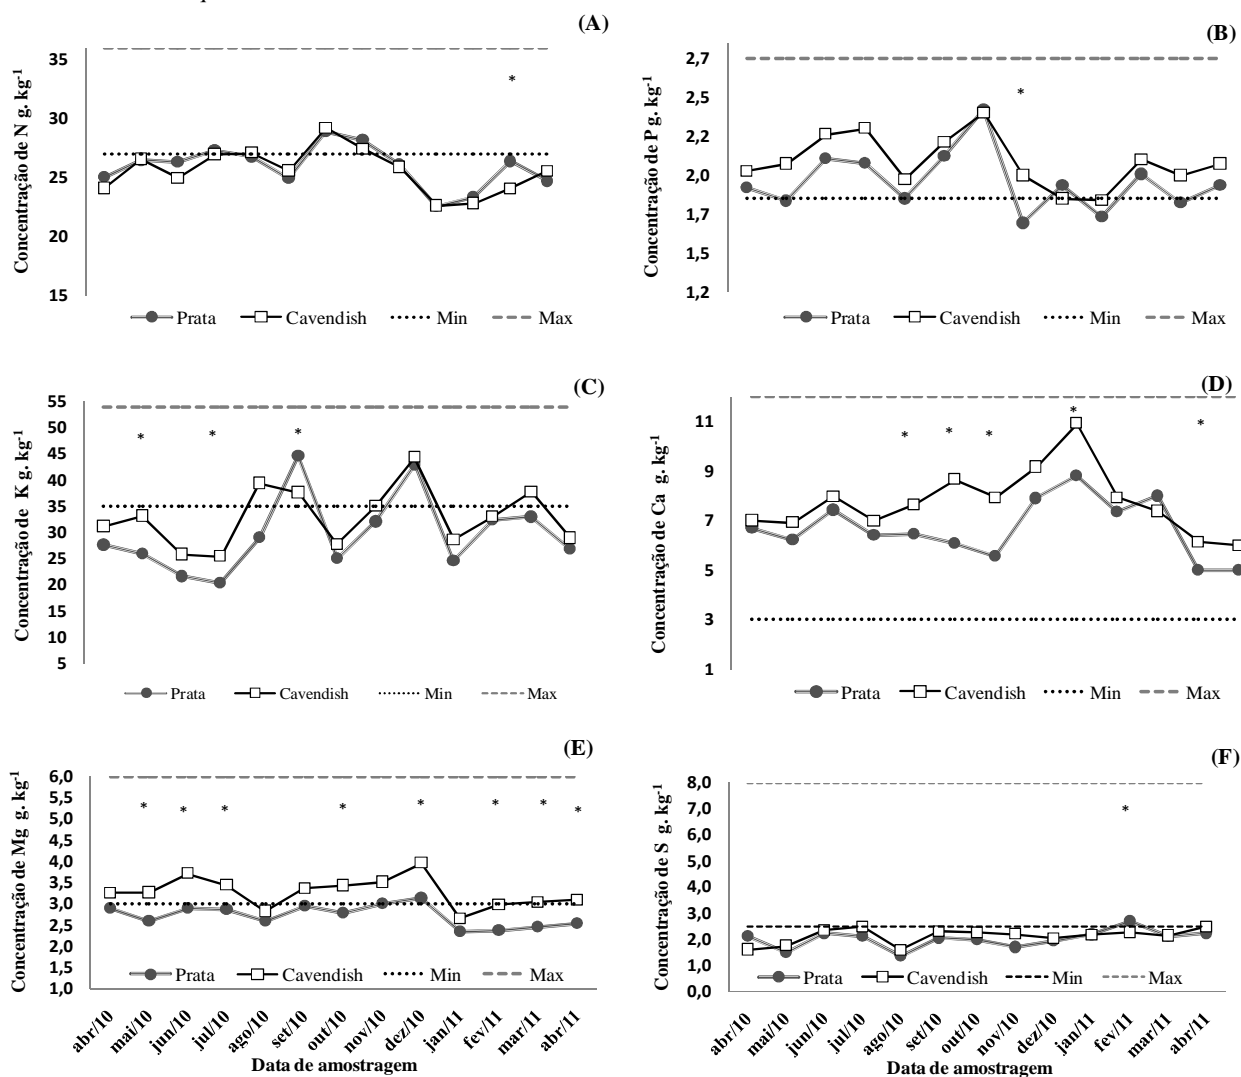 (A)
Concentração de N g. kg-1
35
30
25
20
15
*
Prata Cavendish Min Max
(B)
Concentração de P g. kg-1
2,7
2,5
2,2
2,0
1,7
1,5
1,2
*
Prata Cavendish Min Max
(C)
Concentração de K g. kg-1
55
50
45
40
35
30
25
20
15
10
5
* * *
Prata Cavendish Min Max
(D)
Concentração de Ca g. kg-1
11
9
7
5
3
1
* * * * *
Prata Cavendish Min Max
(E)
Concentração de Mg g. kg-1
6,0
5,5
5,0
4,5
4,0
3,5
3,0
2,5
2,0
1,5
1,0
* * * * * * * *
Prata Cavendish Min Max
abr/10 mai/10 jun/10 jul/10 ago/10 set/10 out/10 nov/10 dez/10 jan/11 fev/11 mar/11 abr/11
Data de amostragem
(F)
Concentração de S g. kg-1
8,0
7,0
6,0
5,0
4,0
3,0
2,0
1,0
0,0
*
Prata Cavendish Min Max
abr/10 mai/10 jun/10 jul/10 ago/10 set/10 out/10 nov/10 dez/10 jan/11 fev/11 mar/11 abr/11
Data de amostragem